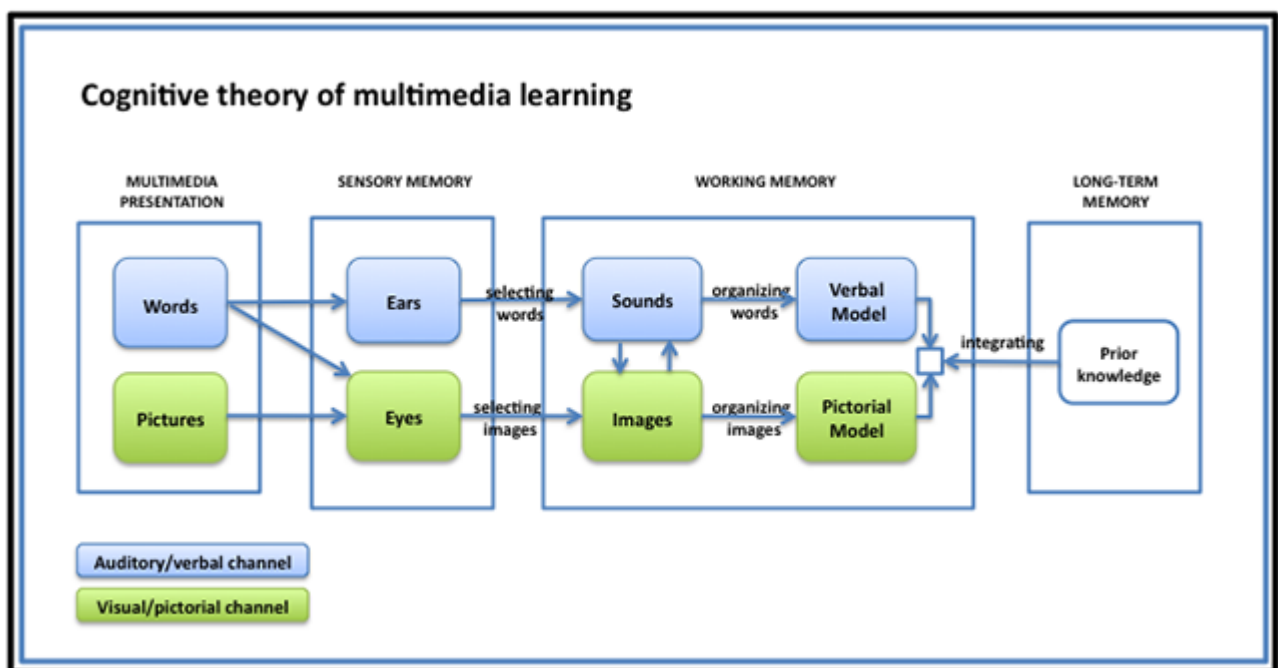 Cognitive theory of multimedia learning
MULTIMEDIA
PRESENTATION
SENSORY MEMORY
WORKING MEMORY
LONG-TERM
MEMORY
Words
Ears
selecting
words
Sounds
organizing
words
Verbal
Model
integrating
Prior
knowledge
Pictures
Eyes
selecting
images
Images
organizing
images
Pictorial
Model
Auditory/verbal channel
Visual/pictorial channel